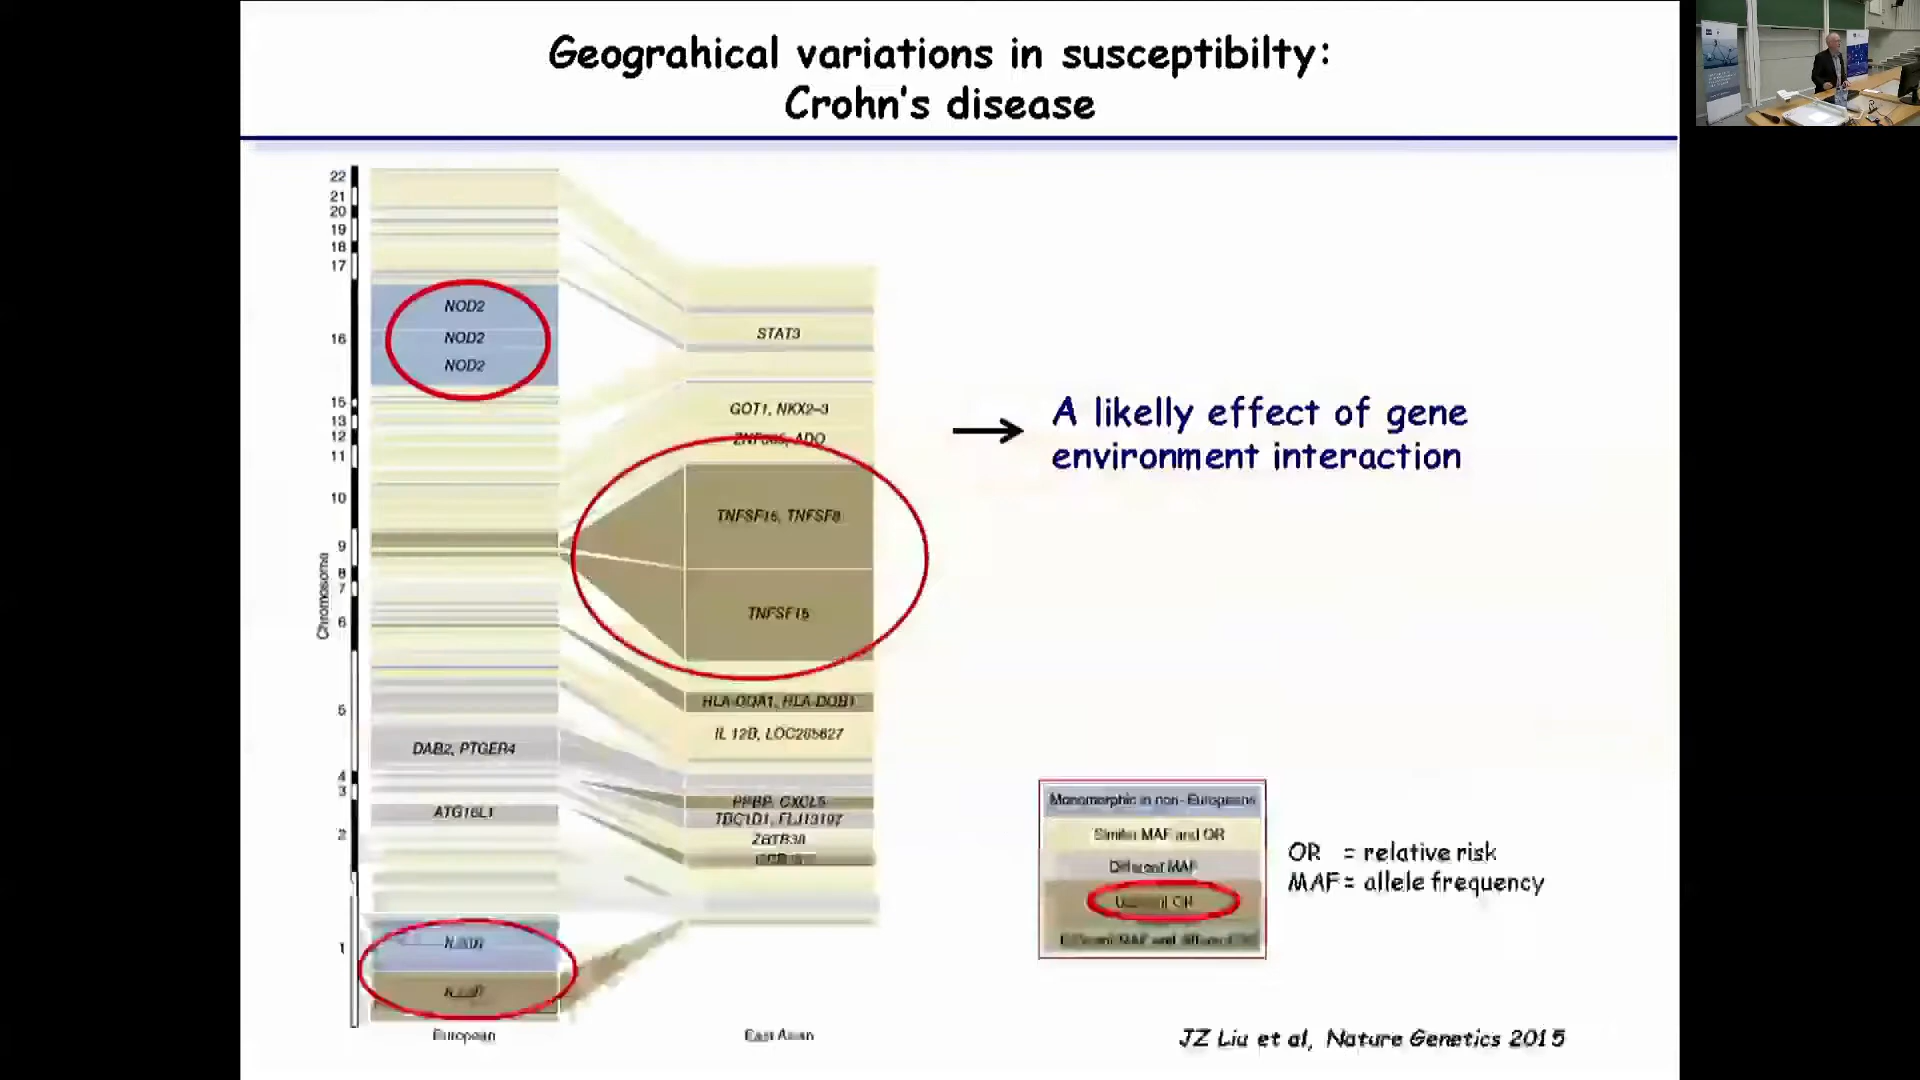 Geograhical variations in susceptibilty:
Crohn's disease
22
21
20
19
18
17
16
15
13
12
11
10
9
8
7
6
5
4
3
2
1
Chromosome
NOD2
NOD2
NOD2
DAB2, PTGER4
ATG16L1
European
STAT3
GOT1, NKX2-3
ADO
TNFSF15, TNFSF8
TNFSF15
HLA-DQA1, HLA-DQB1
IL 12B, LOC285627
PPBP, CXCL5
TBC1D1, FLJ13197
East Asian
A likelly effect of gene
environment interaction
Monomorphic in non-Europeans
Similar MAF and OR
Different MAF
OR = relative risk
MAF = allele frequency
JZ Liu et al, Nature Genetics 2015